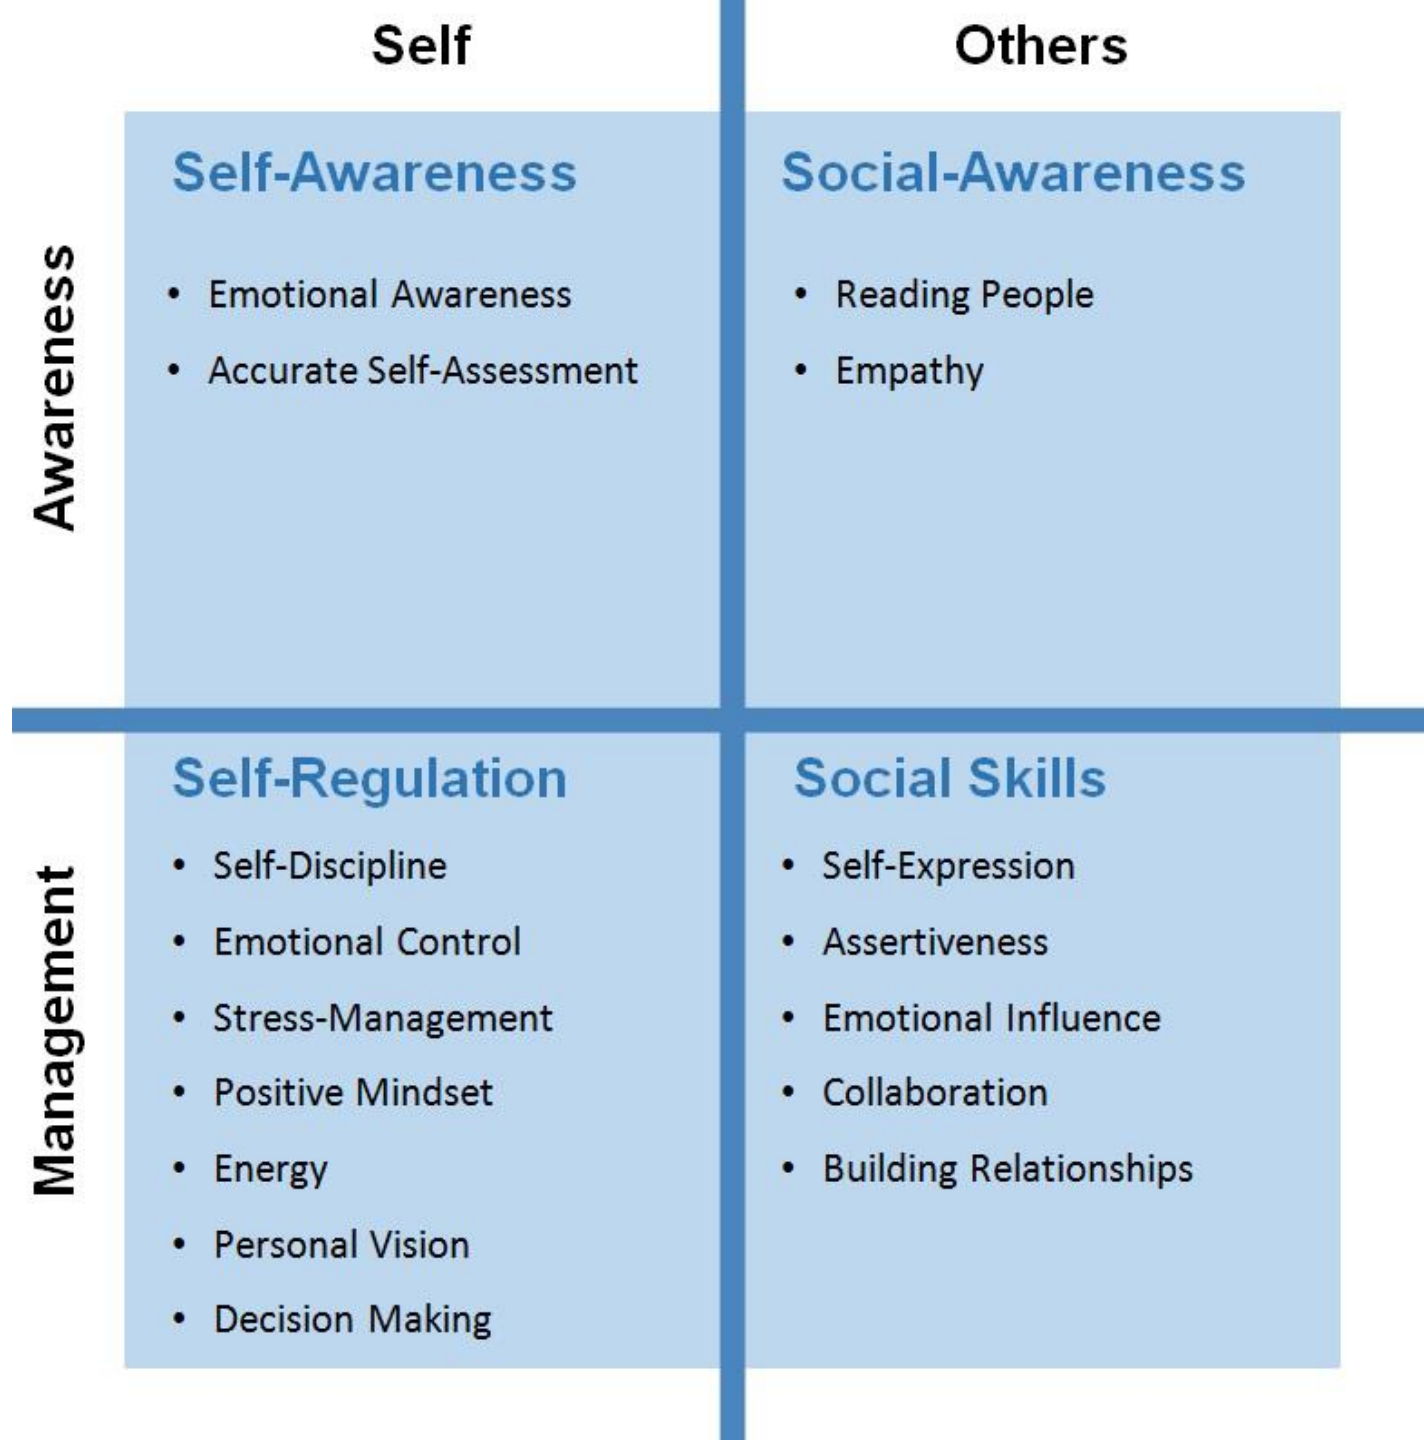 Self
Others
Awareness
Self-Awareness
• Emotional Awareness
• Accurate Self-Assessment
Social-Awareness
• Reading People
• Empathy
Management
Self-Regulation
• Self-Discipline
• Emotional Control
• Stress-Management
• Positive Mindset
• Energy
• Personal Vision
• Decision Making
Social Skills
• Self-Expression
• Assertiveness
• Emotional Influence
• Collaboration
• Building Relationships